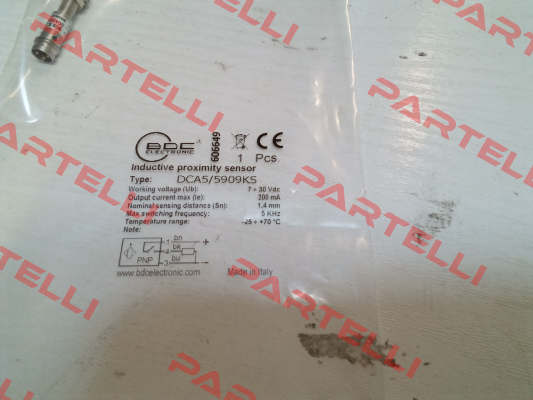 PARTELLI
PARTELLI
BDC
ELECTRONIC
606649
CE
1 Pcs.
Inductive proximity sensor
Type: DCA5/5909KS
Working voltage (Ub): 7 ÷ 30 Vdc
Output current max (Ie): 200 mA
Nominal sensing distance (Sn): 1,4 mm
Max switching frequency: 5 KHz
Temperature range: -25 ÷ +70 °C
Note:
PNP
1 bn +
4 bk
3 bu -
www.bdcelectronic.com
Made in Italy
PARTELLI
PARTELLI
PARTELLI
PARTELLI
PARTELLI